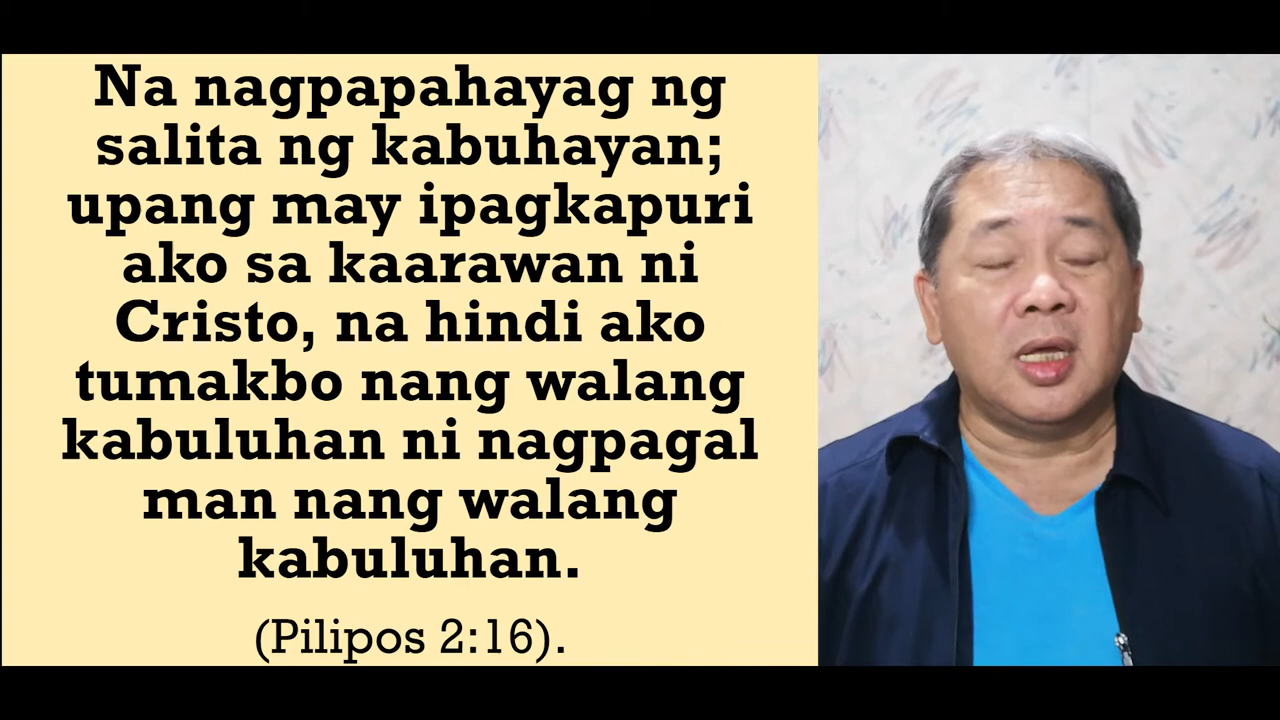 Na nagpapahayag ng
salita ng kabuhayan;
upang may ipagkapuri
ako sa kaarawan ni
Cristo, na hindi ako
tumakbo nang walang
kabuluhan ni nagpagal
man nang walang
kabuluhan.
(Pilipos 2:16).